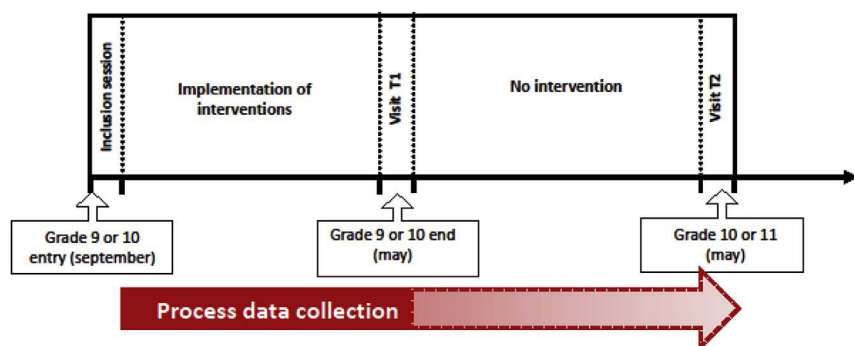 Inclusion session
Implementation of
interventions
Visit T1
No intervention
Visit T2
Grade 9 or 10
entry (september)
Grade 9 or 10 end
(may)
Grade 10 or 11
(may)
Process data collection